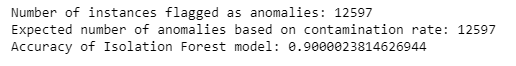 Number of instances flagged as anomalies: 12597
Expected number of anomalies based on contamination rate: 12597
Accuracy of Isolation Forest model: 0.9000023814626944